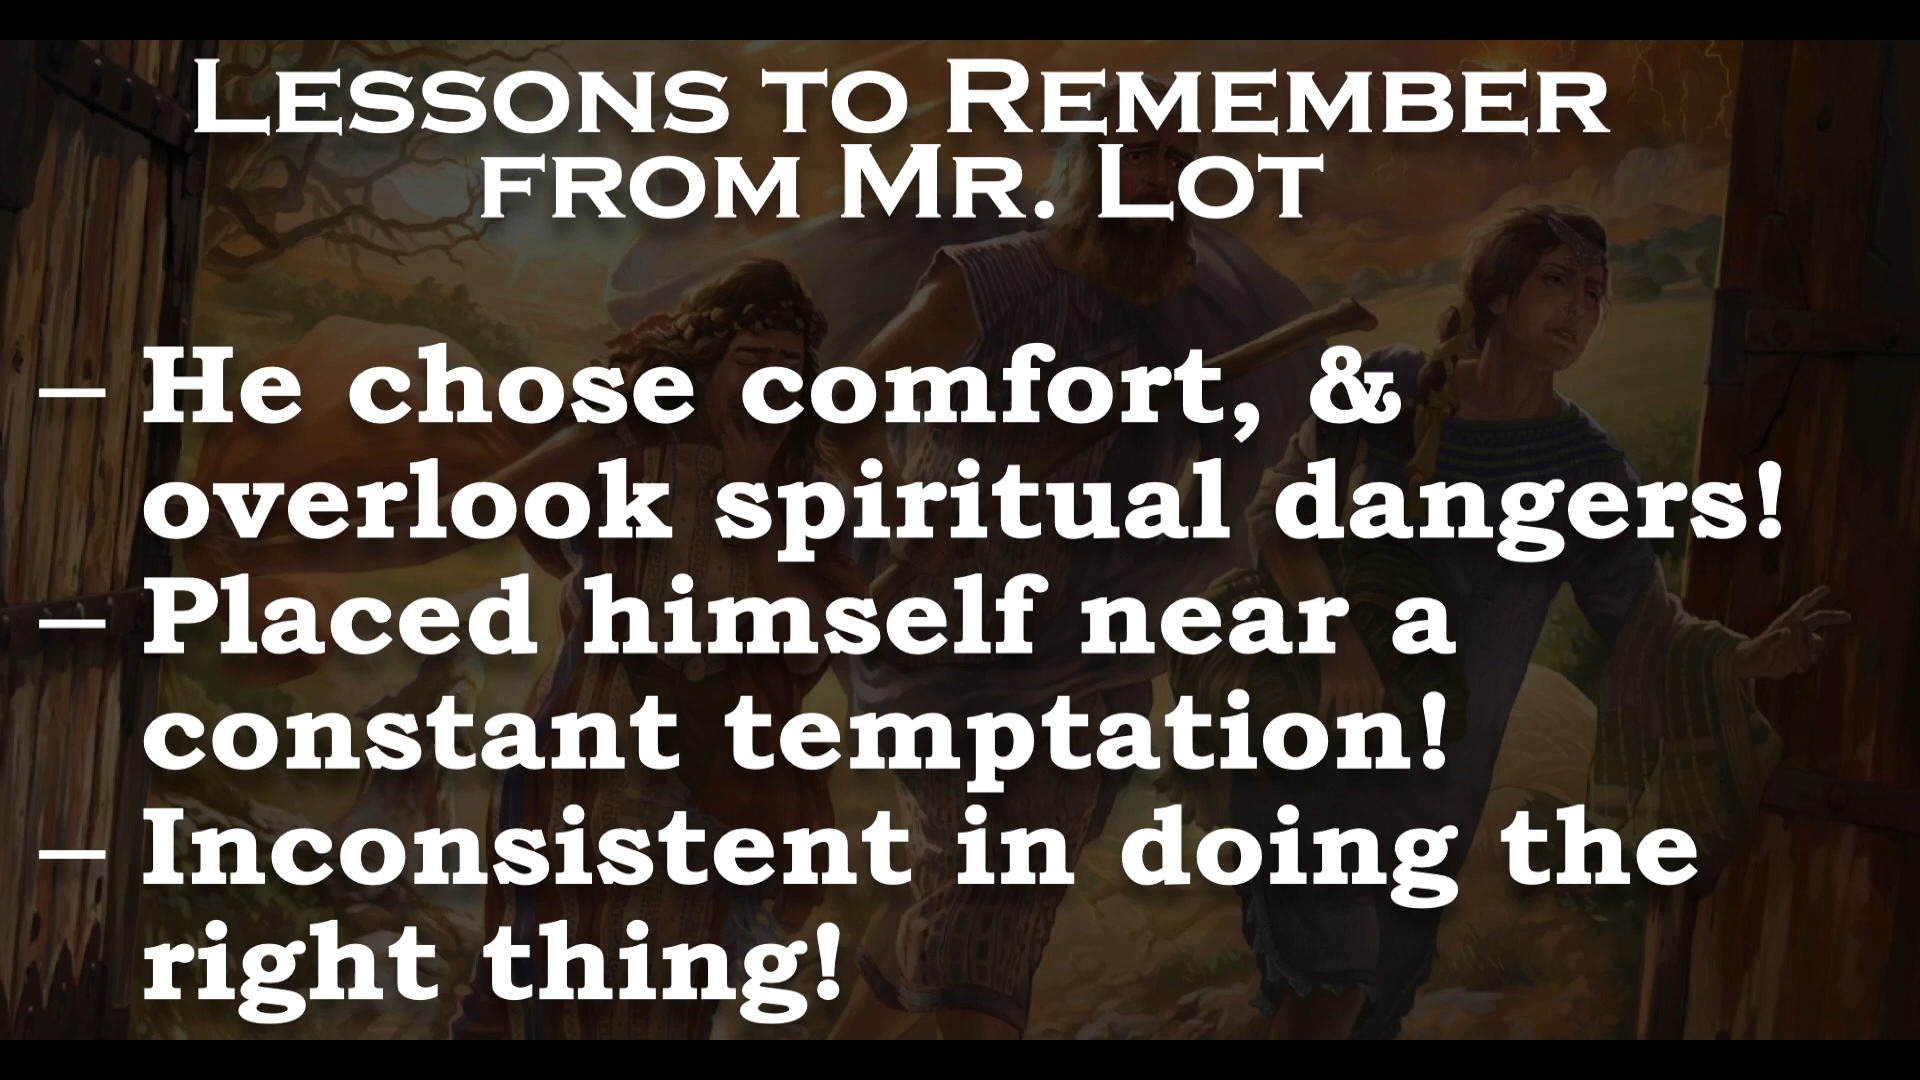 Lessons to Remember
from Mr. Lot
– He chose comfort, &
overlook spiritual dangers!
– Placed himself near a
constant temptation!
– Inconsistent in doing the
right thing!